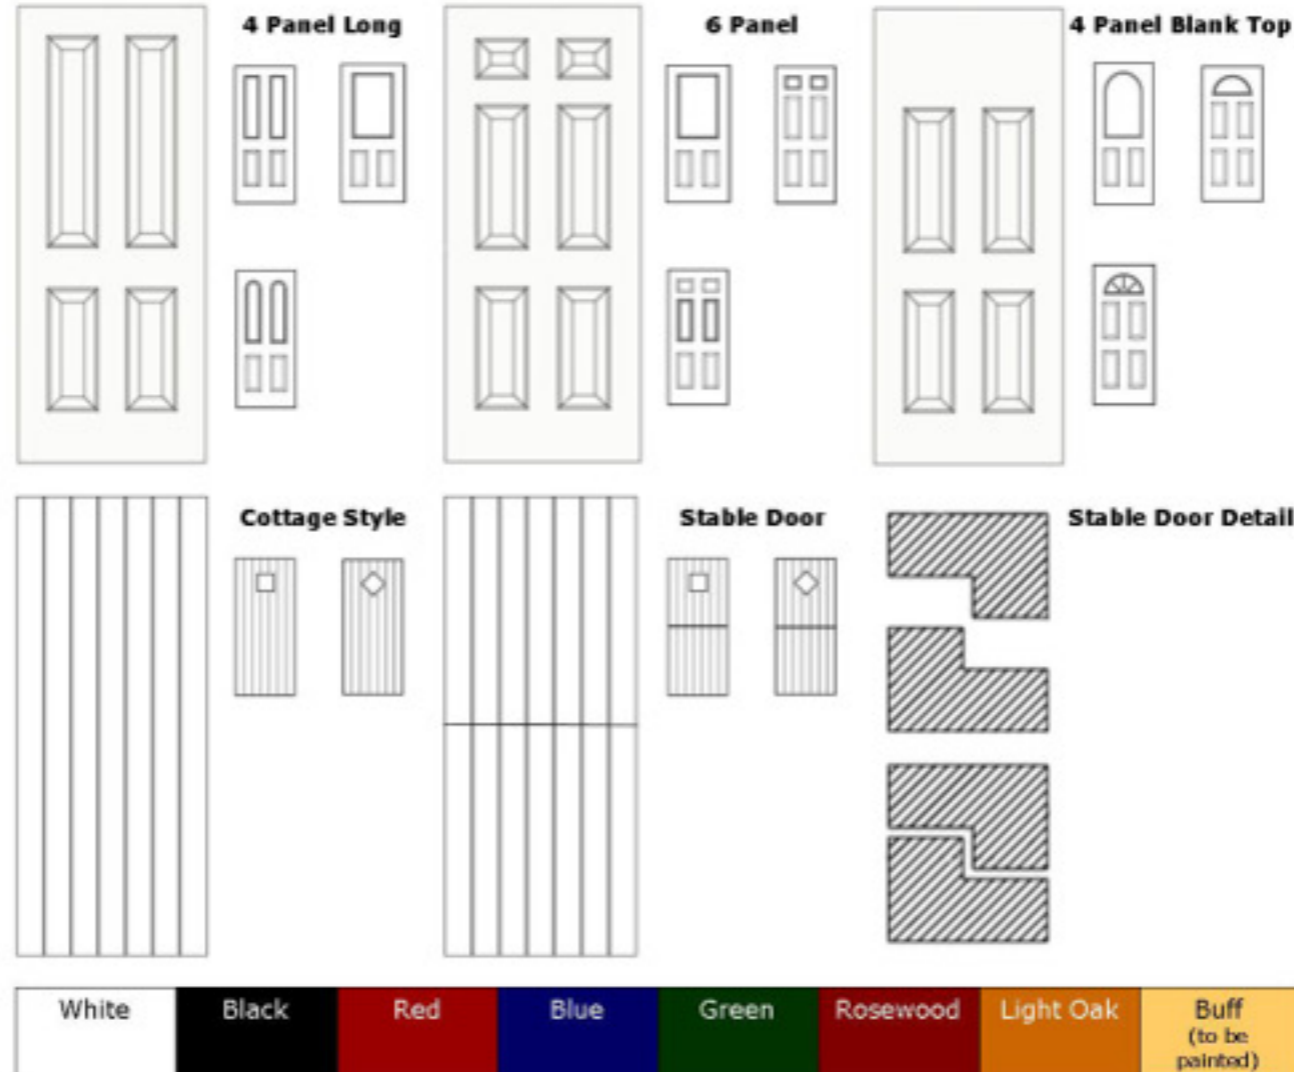 4 Panel Long
6 Panel
4 Panel Blank Top
Cottage Style
Stable Door
Stable Door Detail
White
Black
Red
Blue
Green
Rosewood
Light Oak
Buff
(to be
painted)